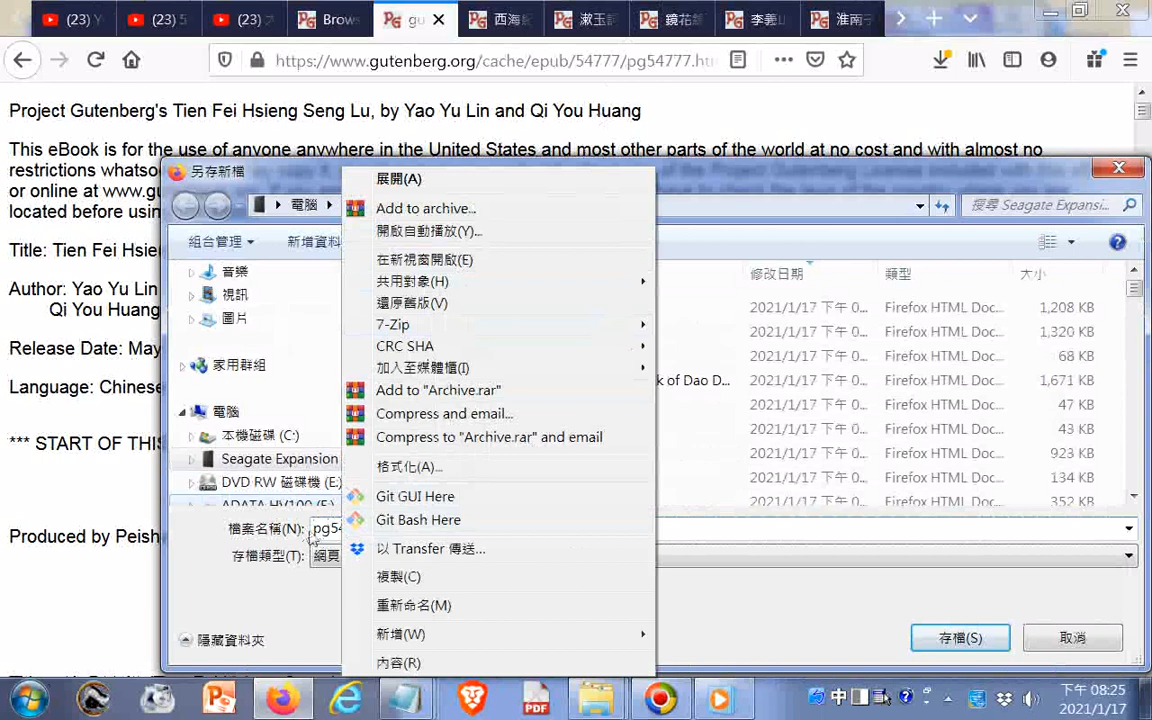 (23) Y
(23) 5
(23) ノ
Brows
gu
西海紀
漱玉詞
鏡花緣
李義山
淮南子
https://www.gutenberg.org/cache/epub/54777/pg54777.htm
Project Gutenberg's Tien Fei Hsieng Seng Lu, by Yao Yu Lin and Qi You Huang
This eBook is for the use of anyone anywhere in the United States and most other parts of the world at no cost and with almost no
restrictions whatso
or online at www.gu
located before usin
Title: Tien Fei Hsie
Author: Yao Yu Lin
Qi You Huang
Release Date: May
Language: Chinese
*** START OF THIS
Produced by Peish
另存新檔
電腦
搜尋 Seagate Expansi...
組合管理
新增資料
音樂
視訊
圖片
家用群組
電腦
本機磁碟 (C:)
Seagate Expansion
DVD RW 磁碟機 (E:)
ADATA HV100 (F:)
展開(A)
Add to archive...
開啟自動播放(Y)...
在新視窗開啟(E)
共用對象(H)
還原舊版(V)
7-Zip
CRC SHA
加入至媒體櫃(I)
Add to "Archive.rar"
Compress and email...
Compress to "Archive.rar" and email
格式化(A)...
Git GUI Here
Git Bash Here
以 Transfer 傳送...
複製(C)
重新命名(M)
新增(W)
內容(R)
修改日期 類型 大小
2021/1/17 下午 0... Firefox HTML Doc... 1,208 KB
2021/1/17 下午 0... Firefox HTML Doc... 1,320 KB
2021/1/17 下午 0... Firefox HTML Doc... 68 KB
k of Dao D... 2021/1/17 下午 0... Firefox HTML Doc... 1,671 KB
2021/1/17 下午 0... Firefox HTML Doc... 47 KB
2021/1/17 下午 0... Firefox HTML Doc... 43 KB
2021/1/17 下午 0... Firefox HTML Doc... 923 KB
2021/1/17 下午 0... Firefox HTML Doc... 134 KB
2021/1/17 下午 0... Firefox HTML Doc... 352 KB
檔案名稱(N): pg54
存檔類型(T): 網頁
隱藏資料夾
存檔(S)
取消
PDF
中
下午 08:25
2021/1/17